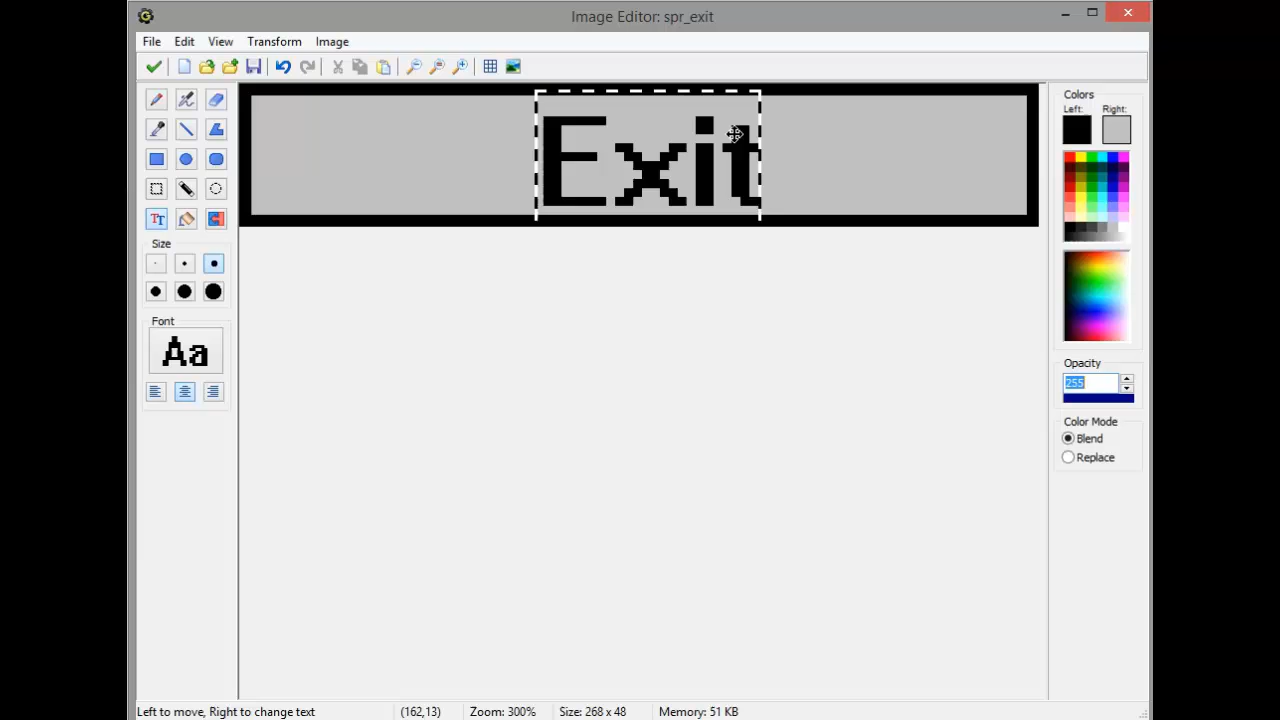 Image Editor: spr_exit
File Edit View Transform Image
Colors
Left: Right:
Exit
TT
Size
Font
Aa
Opacity
255
Color Mode
Blend
Replace
Left to move, Right to change text (162,13) Zoom: 300% Size: 268 x 48 Memory: 51 KB